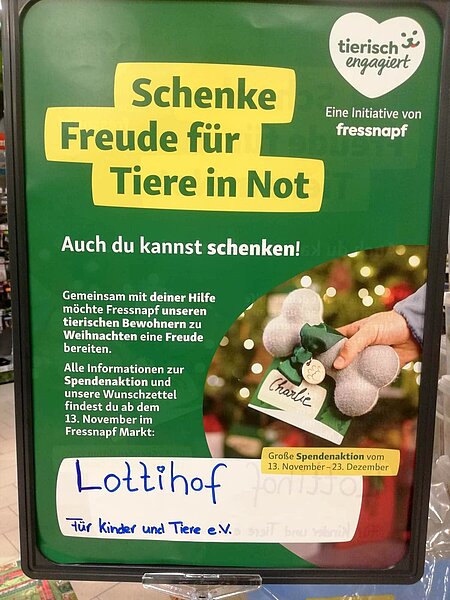 tierisch
engagiert
Eine Initiative von
fressnapf
Schenke
Freude für
Tiere in Not
Auch du kannst schenken!
Gemeinsam mit deiner Hilfe
möchte Fressnapf unseren
tierischen Bewohnern zu
Weihnachten eine Freude
bereiten.
Alle Informationen zur
Spendenaktion und
unsere Wunschzettel
findest du ab dem
13. November im
Fressnapf Markt:
Charlie
Große Spendenaktion vom
13. November – 23. Dezember
Lottihof
Für Kinder und Tiere e.V.